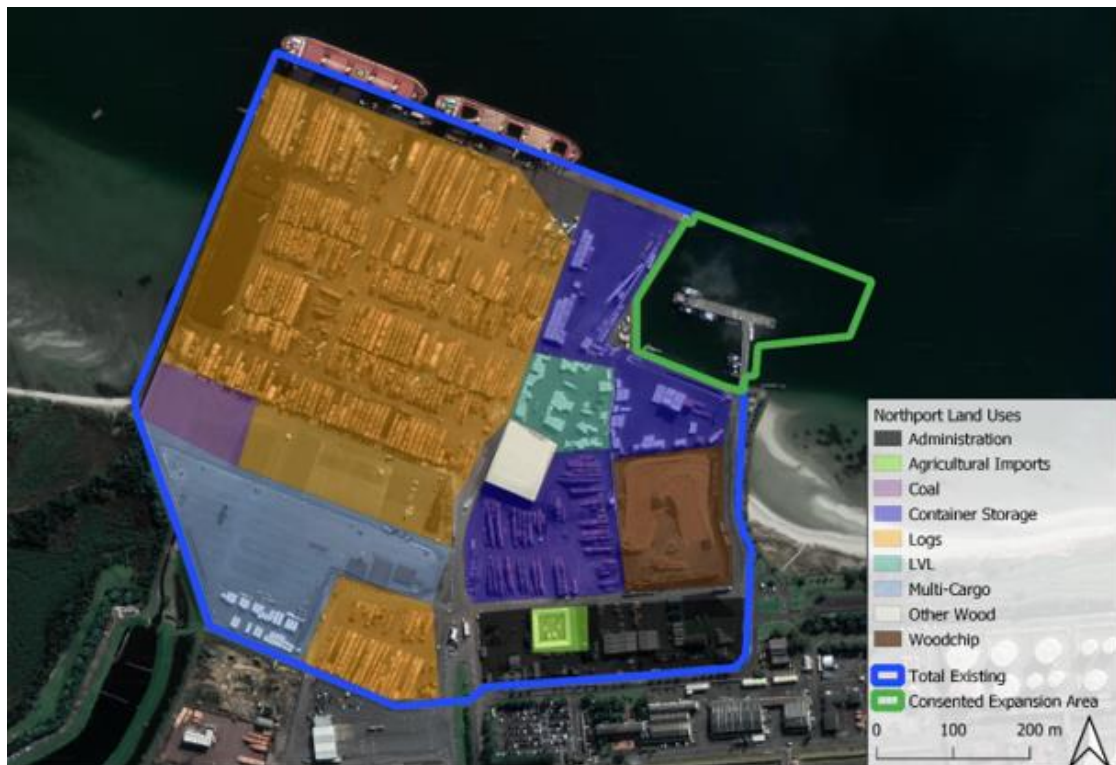 Northport Land Uses
Administration
Agricultural Imports
Coal
Container Storage
Logs
LVL
Multi-Cargo
Other Wood
Woodchip
Total Existing
Consented Expansion Area
0 100 200 m